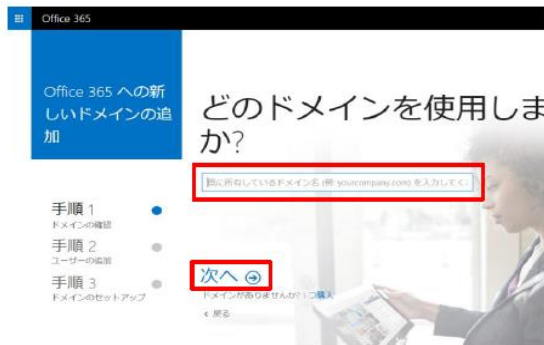 Office 365
Office 365 への新
しいドメインの追
加
どのドメインを使用しま
か?
既に所有しているドメイン名 (例: yourcompany.com) を入力してく
手順 1
ドメインの確認
手順 2
ユーザーの追加
手順 3
ドメインのセットアップ
次へ
ドメインがありませんか? 1 つ購入
< 戻る